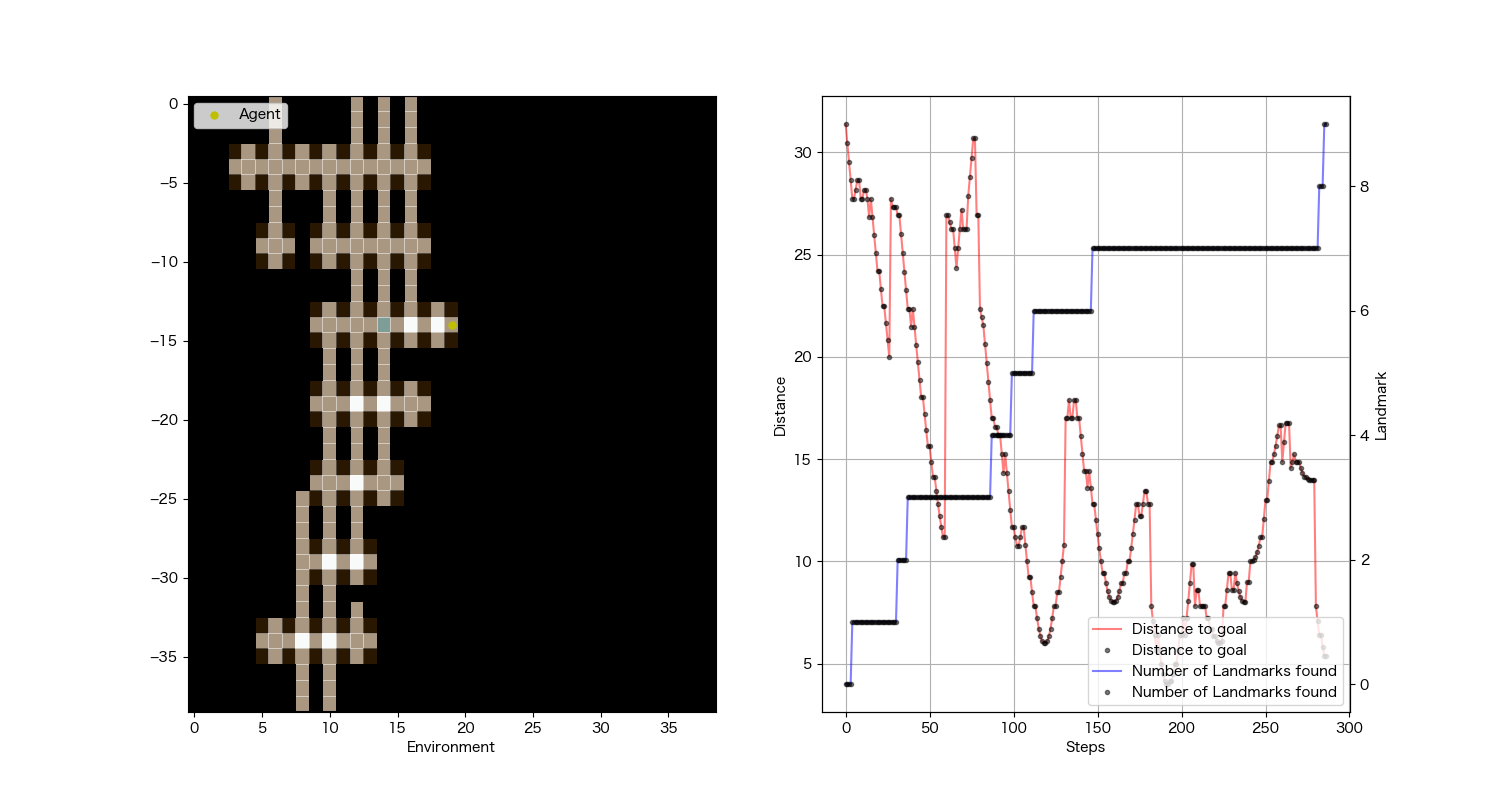 Agent
0
−5
−10
−15
−20
−25
−30
−35
0 5 10 15 20 25 30 35
Environment
30
25
20
15
10
5
Distance
8
6
4
2
0
Landmark
Distance to goal
Distance to goal
Number of Landmarks found
Number of Landmarks found
0 50 100 150 200 250 300
Steps